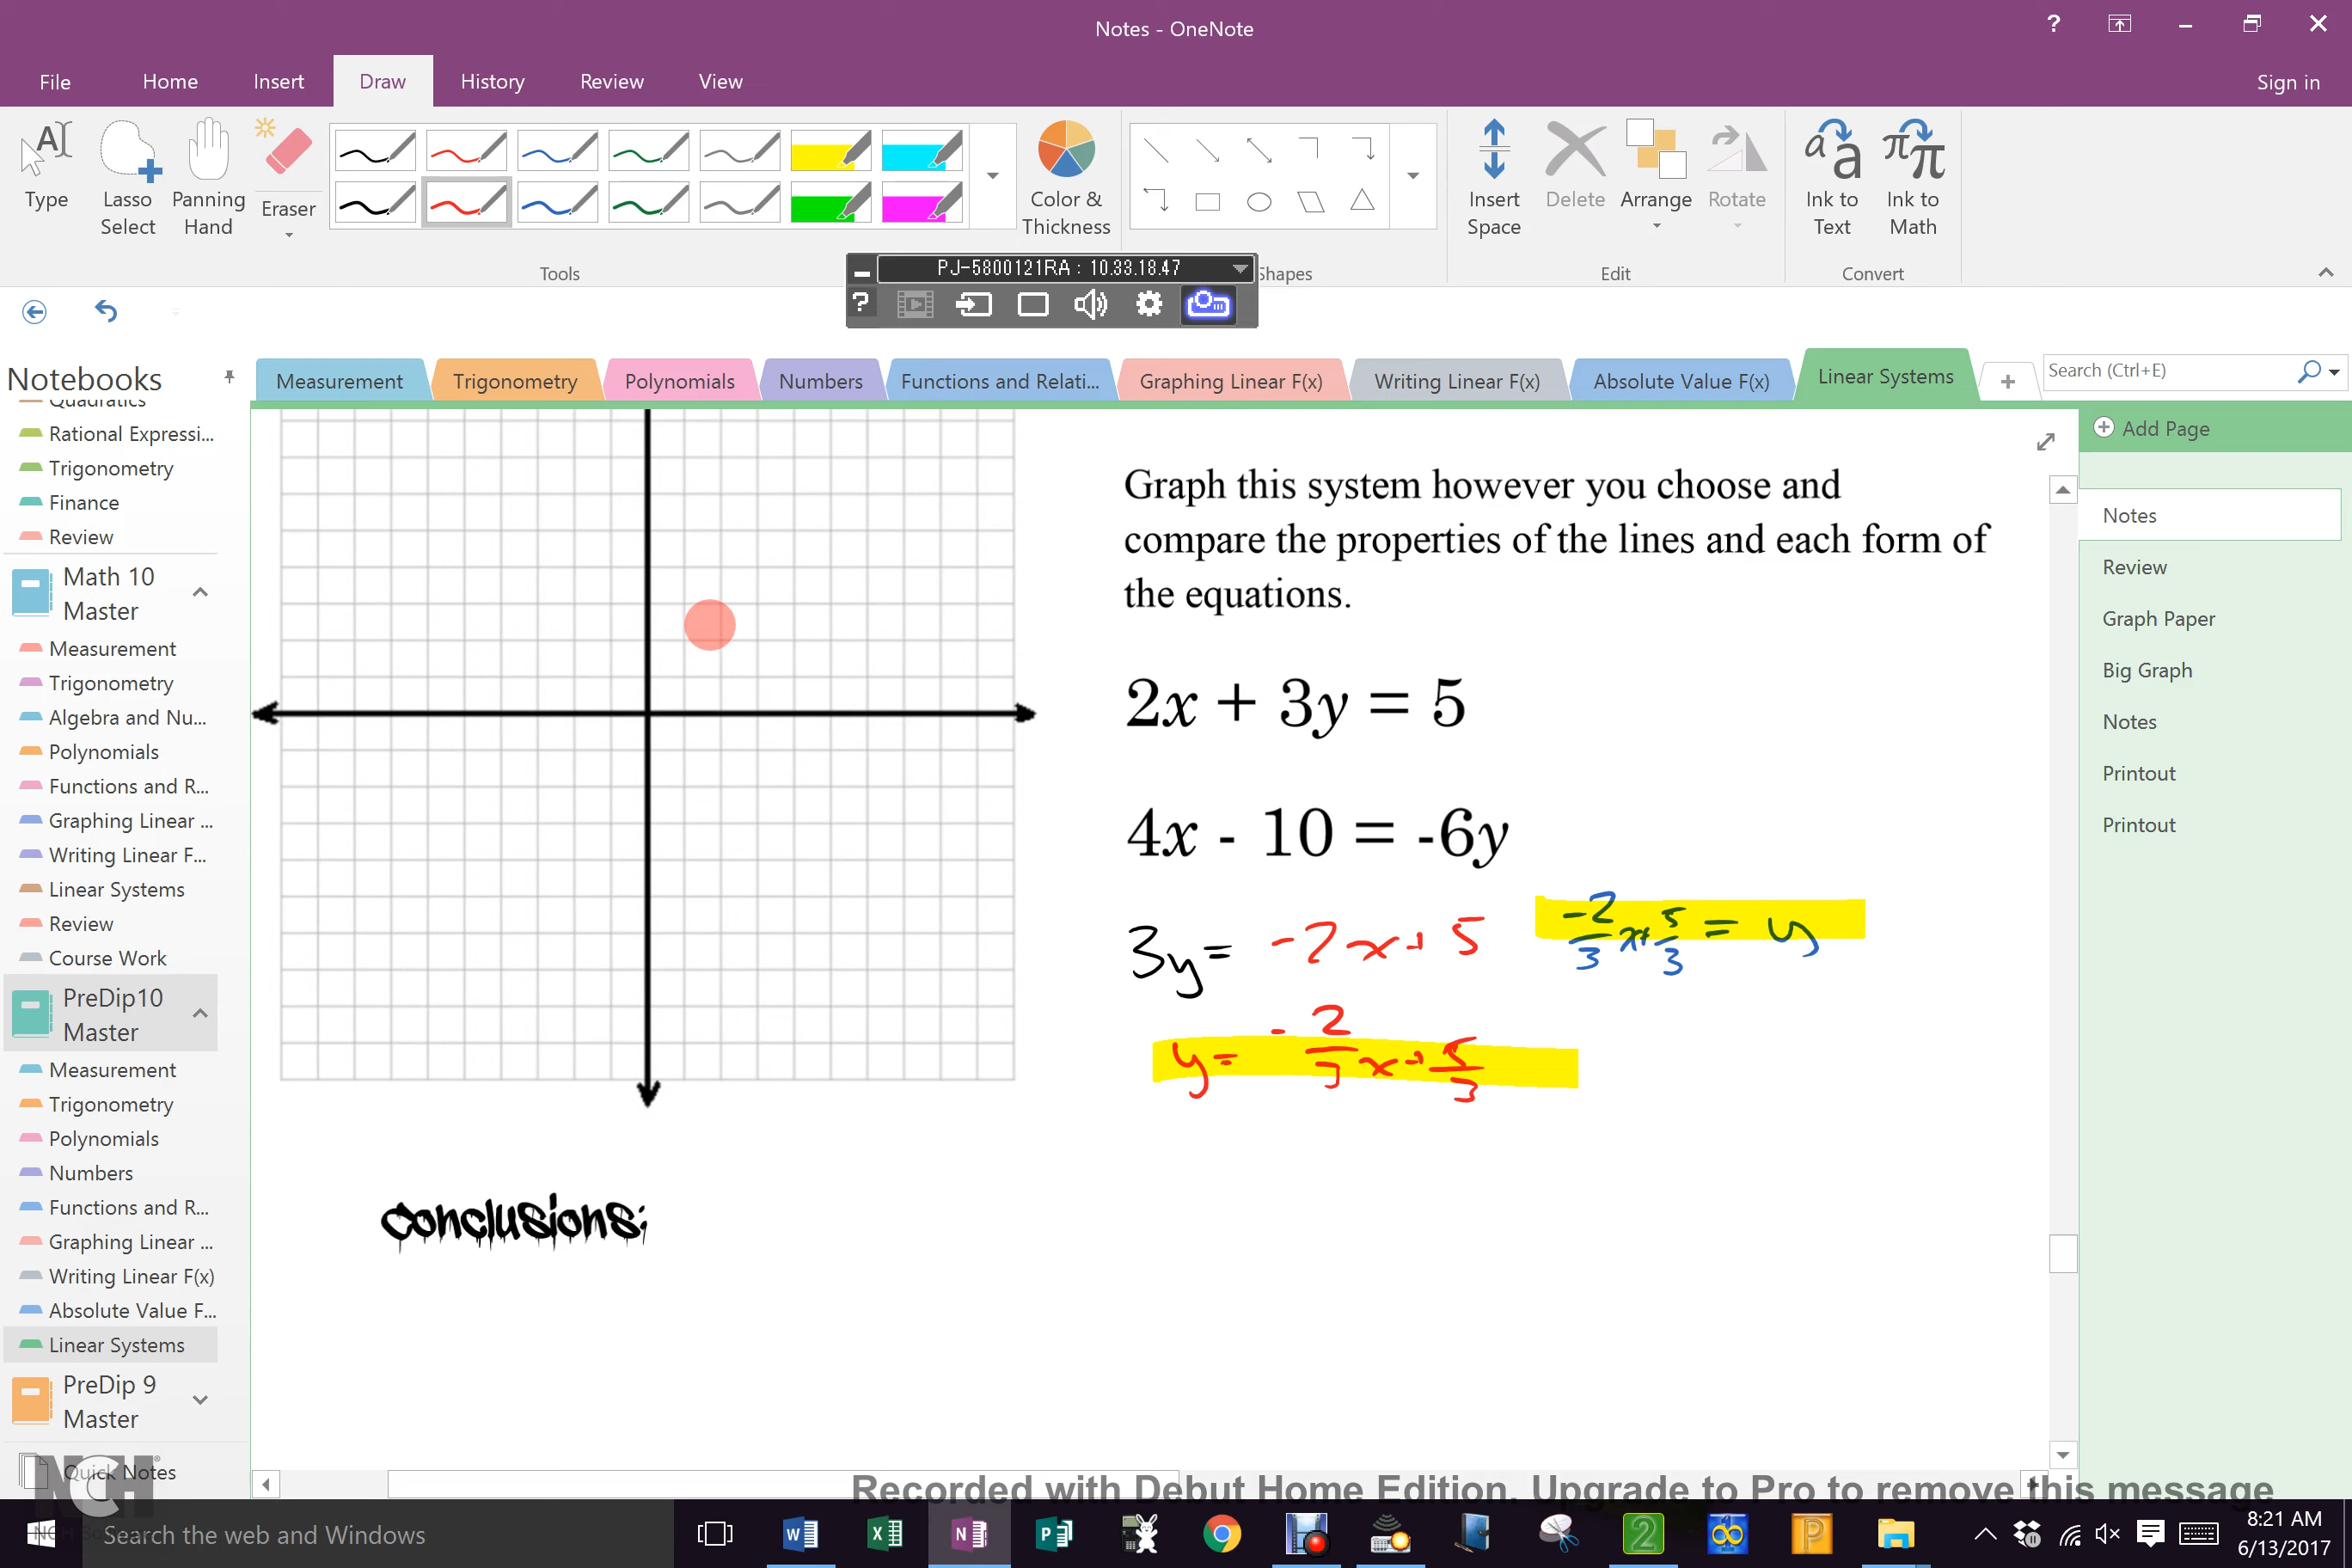 Notes - OneNote
File Home Insert Draw History Review View Sign in
Type
Lasso Select
Panning Hand
Eraser
Color & Thickness
Insert Space
Delete
Arrange
Rotate
Ink to Text
Ink to Math
Tools
Shapes
Edit
Convert
PJ-5800121RA : 10.33.18.47
Notebooks
Measurement
Trigonometry
Polynomials
Numbers
Functions and Relati...
Graphing Linear F(x)
Writing Linear F(x)
Absolute Value F(x)
Linear Systems
Search (Ctrl+E)
Quadratics
Rational Expressi...
Trigonometry
Finance
Review
Math 10
Master
Measurement
Trigonometry
Algebra and Nu...
Polynomials
Functions and R...
Graphing Linear ...
Writing Linear F...
Linear Systems
Review
Course Work
PreDip10
Master
Measurement
Trigonometry
Polynomials
Numbers
Functions and R...
Graphing Linear ...
Writing Linear F(x)
Absolute Value F...
Linear Systems
PreDip 9
Master
Quick Notes
Graph this system however you choose and
compare the properties of the lines and each form of
the equations.
2x + 3y = 5
4x - 10 = -6y
3y = -2x + 5
-2/3 x + 5/3 = y
y = -2/3 x + 5/3
conclusions:
Add Page
Notes
Review
Graph Paper
Big Graph
Notes
Printout
Printout
NCH
Recorded with Debut Home Edition. Upgrade to Pro to remove this message
Search the web and Windows
8:21 AM
6/13/2017